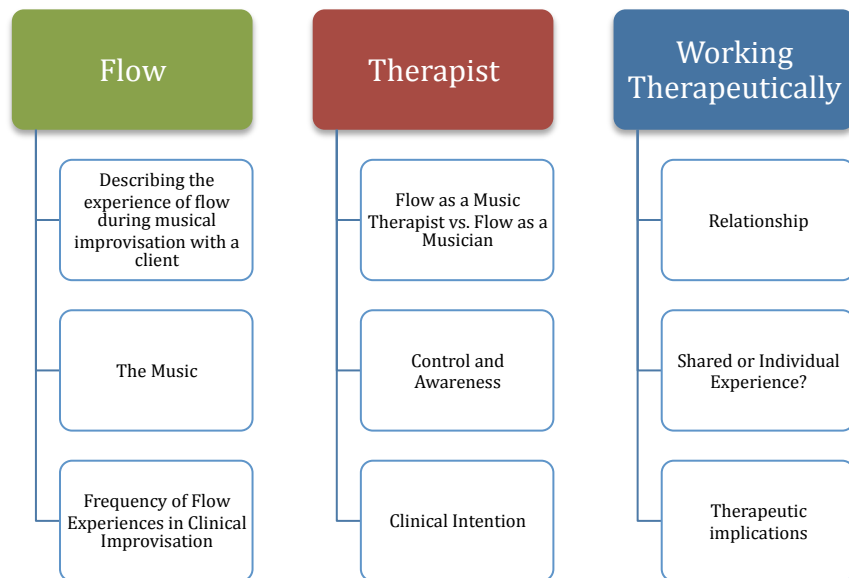 Flow
Describing the
experience of flow
during musical
improvisation with a
client
The Music
Frequency of Flow
Experiences in Clinical
Improvisation
Therapist
Flow as a Music
Therapist vs. Flow as a
Musician
Control and
Awareness
Clinical Intention
Working
Therapeutically
Relationship
Shared or Individual
Experience?
Therapeutic
implications